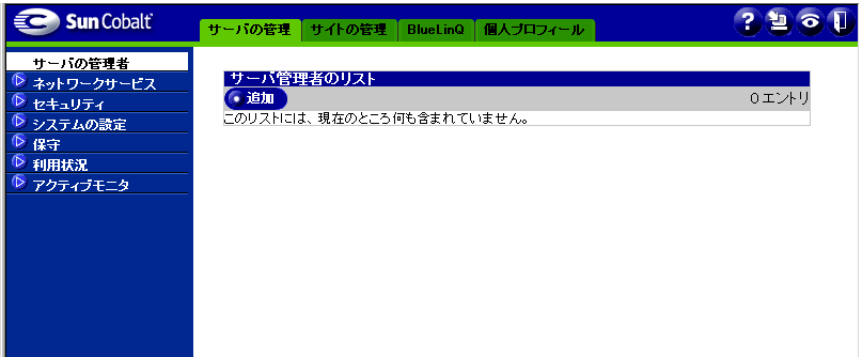 Sun Cobalt
サーバの管理 サイトの管理 BlueLinQ 個人プロフィール
サーバの管理者
ネットワークサービス
セキュリティ
システムの設定
保守
利用状況
アクティブモニタ
サーバ管理者のリスト
追加 0エントリ
このリストには、現在のところ何も含まれていません。